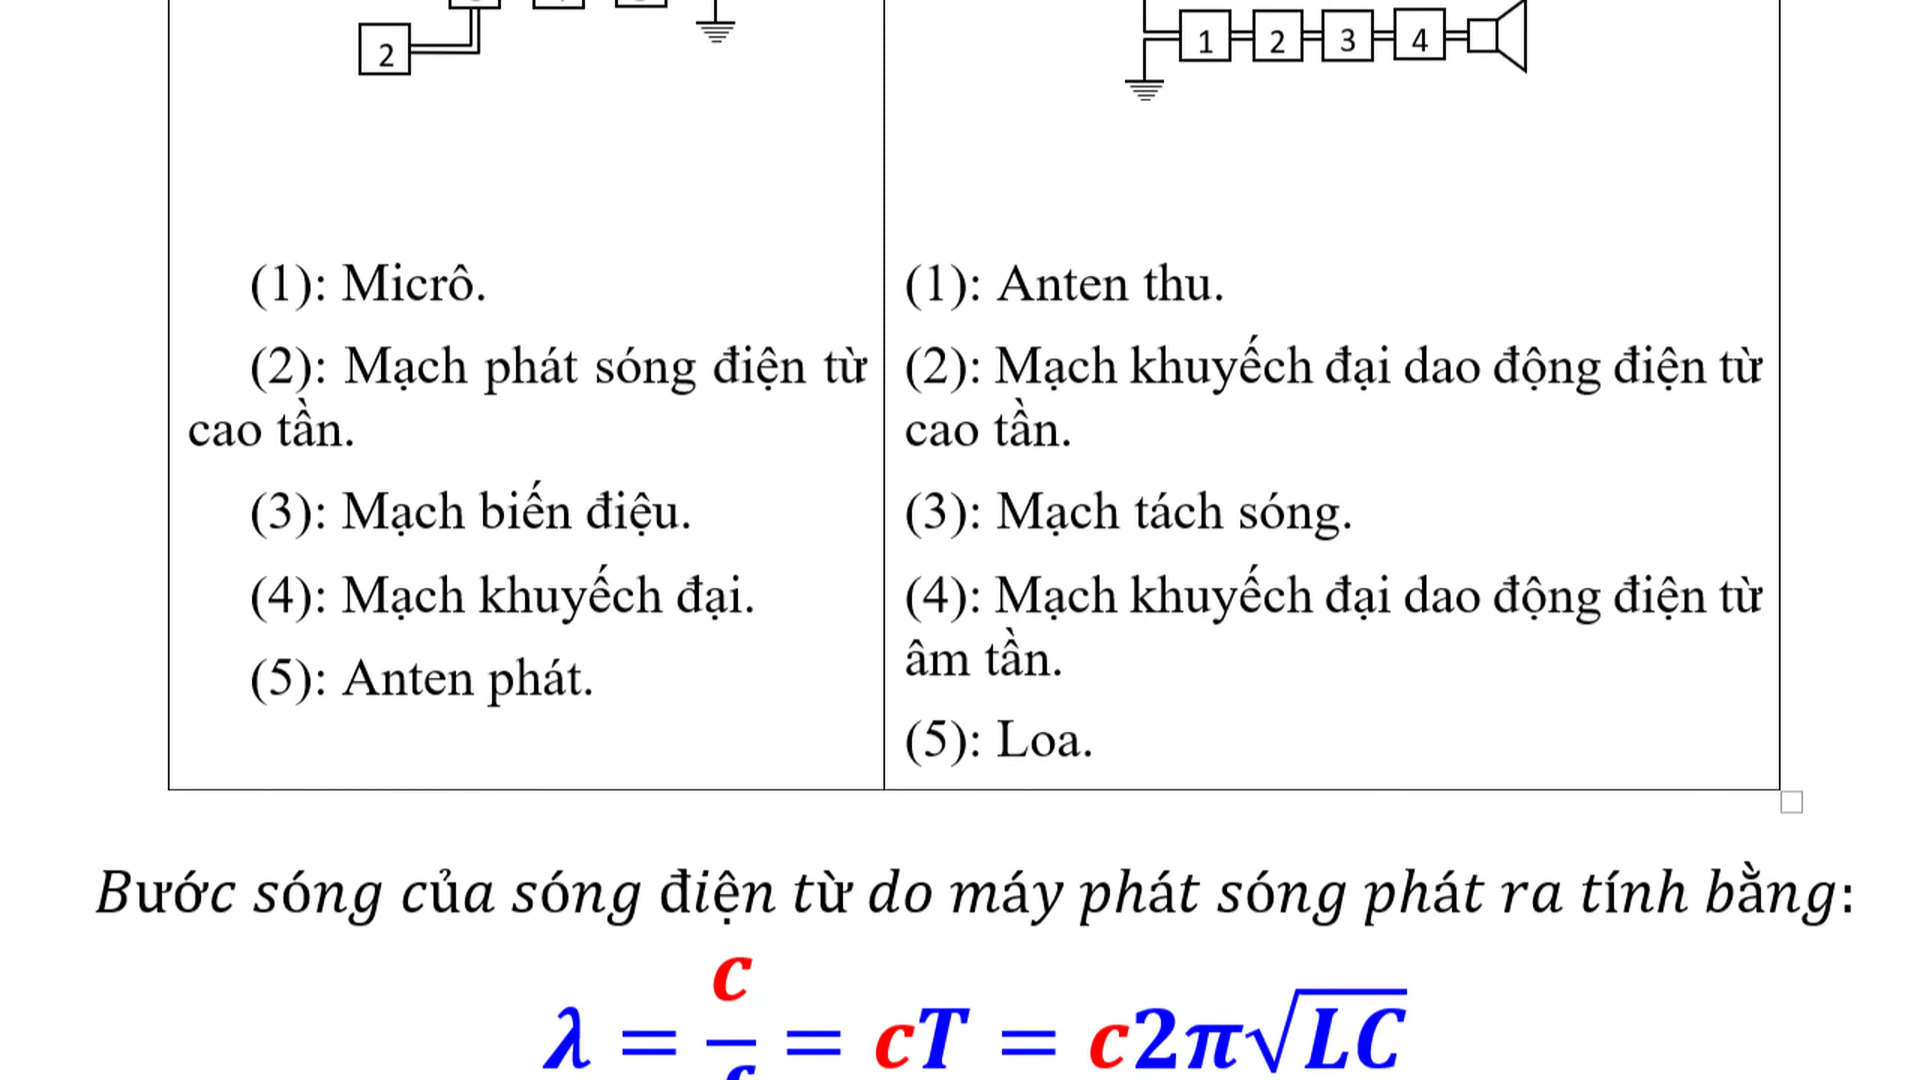 2
1 2 3 4
(1): Micrô.
(2): Mạch phát sóng điện từ
cao tần.
(3): Mạch biến điệu.
(4): Mạch khuyếch đại.
(5): Anten phát.
(1): Anten thu.
(2): Mạch khuyếch đại dao động điện từ
cao tần.
(3): Mạch tách sóng.
(4): Mạch khuyếch đại dao động điện từ
âm tần.
(5): Loa.
Bước sóng của sóng điện từ do máy phát sóng phát ra tính bằng:
λ = c/f = cT = c2π√LC